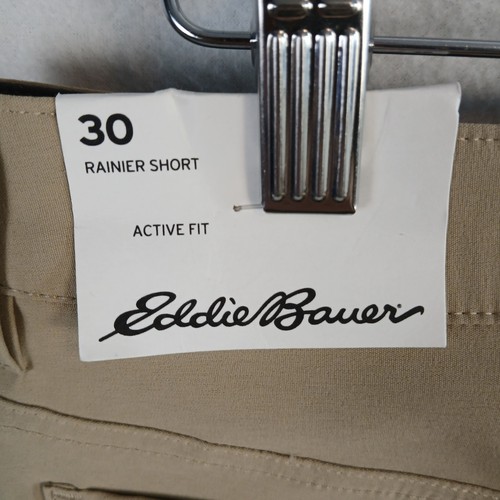 30
RAINIER SHORT
ACTIVE FIT
Eddie Bauer